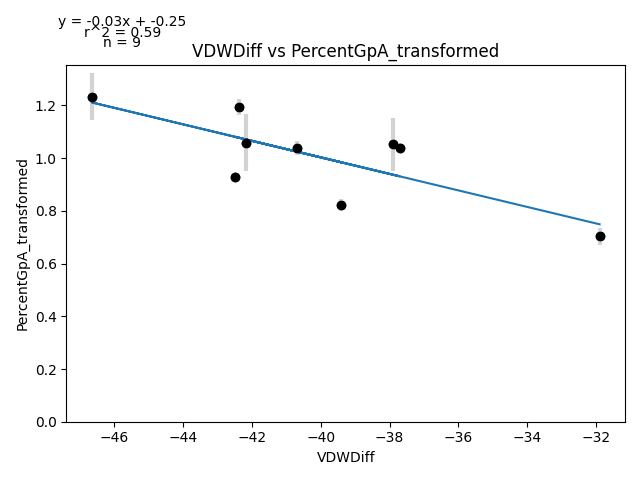 y = -0.03x + -0.25
r^2 = 0.59
n = 9
VDWDiff vs PercentGpA_transformed
PercentGpA_transformed
1.2
1.0
0.8
0.6
0.4
0.2
0.0
−46 −44 −42 −40 −38 −36 −34 −32
VDWDiff